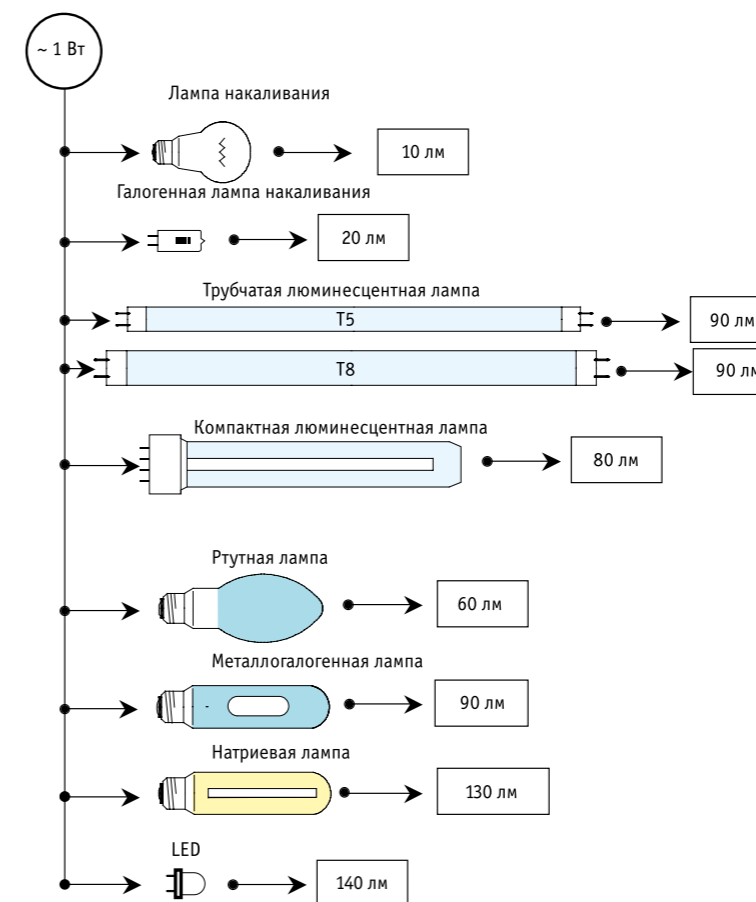 ~ 1 Вт
Лампа накаливания
10 лм
Галогенная лампа накаливания
20 лм
Трубчатая люминесцентная лампа
T5
90 лм
T8
90 лм
Компактная люминесцентная лампа
80 лм
Ртутная лампа
60 лм
Металлогалогенная лампа
90 лм
Натриевая лампа
130 лм
LED
140 лм